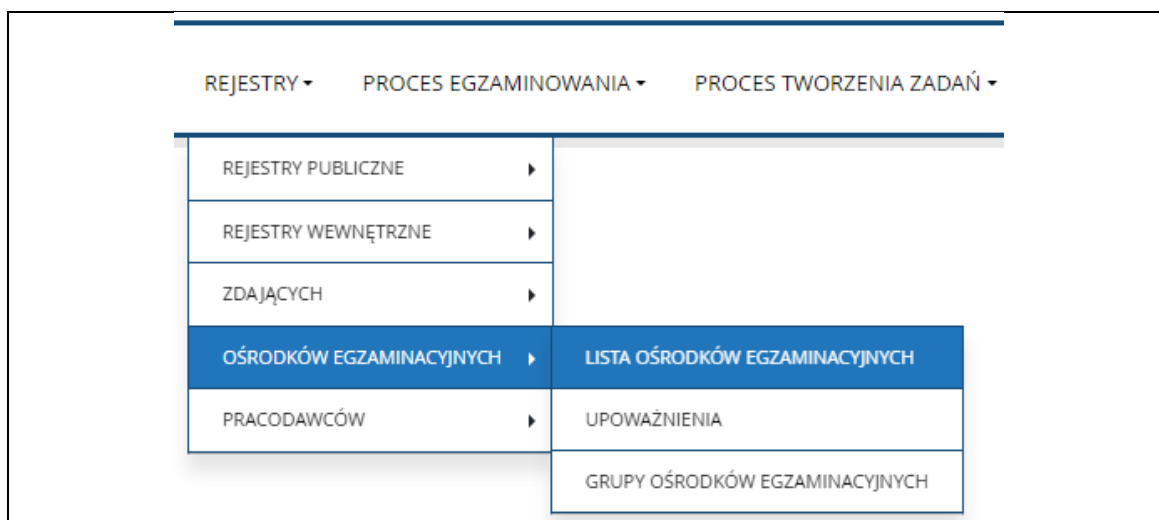 REJESTRY PROCES EGZAMINOWANIA PROCES TWORZENIA ZADAŃ
REJESTRY PUBLICZNE
REJESTRY WEWNĘTRZNE
ZDAJĄCYCH
OŚRODKÓW EGZAMINACYJNYCH LISTA OŚRODKÓW EGZAMINACYJNYCH
PRACODAWCÓW UPOWAŻNIENIA
GRUPY OŚRODKÓW EGZAMINACYJNYCH